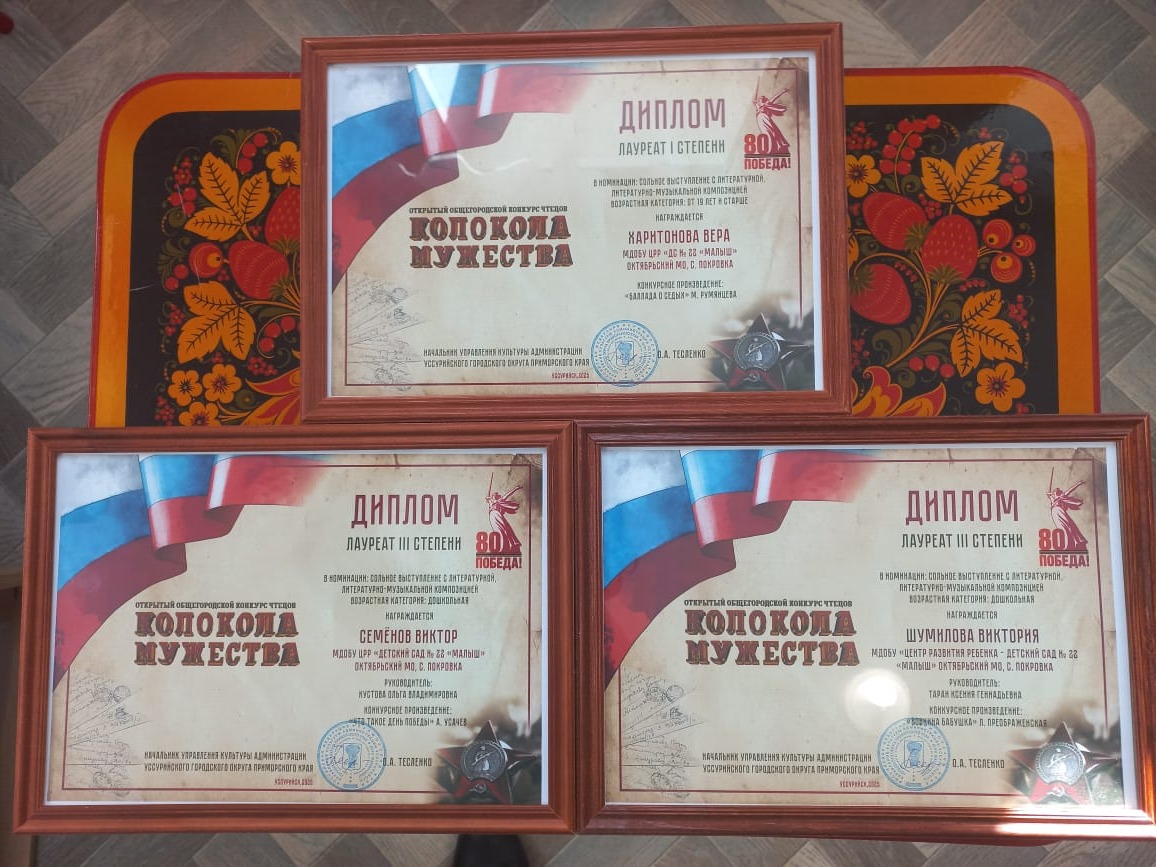 ДИПЛОМ
ЛАУРЕАТ I СТЕПЕНИ
80
ПОБЕДА!
В НОМИНАЦИИ: СОЛЬНОЕ ВЫСТУПЛЕНИЕ С ЛИТЕРАТУРНОЙ,
ЛИТЕРАТУРНО-МУЗЫКАЛЬНОЙ КОМПОЗИЦИЕЙ
ВОЗРАСТНАЯ КАТЕГОРИЯ: ОТ 19 ЛЕТ И СТАРШЕ
НАГРАЖДАЕТСЯ
ОТКРЫТЫЙ ОБЩЕГОРОДСКОЙ КОНКУРС ЧТЕЦОВ
КОЛОКОЛА
МУЖЕСТВА
ХАРИТОНОВА ВЕРА
МДОБУ ЦРР «ДС № 22 «МАЛЫШ»
ОКТЯБРЬСКИЙ МО, С. ПОКРОВКА
КОНКУРСНОЕ ПРОИЗВЕДЕНИЕ:
«БАЛЛАДА О СЕДЫХ» М. РУМЯНЦЕВА
НАЧАЛЬНИК УПРАВЛЕНИЯ КУЛЬТУРЫ АДМИНИСТРАЦИИ
УССУРИЙСКОГО ГОРОДСКОГО ОКРУГА ПРИМОРСКОГО КРАЯ
О.А. ТЕСЛЕНКО
УССУРИЙСК,2025
ДИПЛОМ
ЛАУРЕАТ III СТЕПЕНИ
80
ПОБЕДА!
В НОМИНАЦИИ: СОЛЬНОЕ ВЫСТУПЛЕНИЕ С ЛИТЕРАТУРНОЙ,
ЛИТЕРАТУРНО-МУЗЫКАЛЬНОЙ КОМПОЗИЦИЕЙ
ВОЗРАСТНАЯ КАТЕГОРИЯ: ДОШКОЛЬНАЯ
НАГРАЖДАЕТСЯ
ОТКРЫТЫЙ ОБЩЕГОРОДСКОЙ КОНКУРС ЧТЕЦОВ
КОЛОКОЛА
МУЖЕСТВА
СЕМЁНОВ ВИКТОР
МДОБУ ЦРР «ДЕТСКИЙ САД № 22 «МАЛЫШ»
ОКТЯБРЬСКИЙ МО, С. ПОКРОВКА
РУКОВОДИТЕЛЬ:
КУСТОВА ОЛЬГА ВЛАДИМИРОВНА
КОНКУРСНОЕ ПРОИЗВЕДЕНИЕ:
«ЧТО ТАКОЕ ДЕНЬ ПОБЕДЫ» А. УСАЧЕВ
НАЧАЛЬНИК УПРАВЛЕНИЯ КУЛЬТУРЫ АДМИНИСТРАЦИИ
УССУРИЙСКОГО ГОРОДСКОГО ОКРУГА ПРИМОРСКОГО КРАЯ
О.А. ТЕСЛЕНКО
УССУРИЙСК,2025
ДИПЛОМ
ЛАУРЕАТ III СТЕПЕНИ
80
ПОБЕДА!
В НОМИНАЦИИ: СОЛЬНОЕ ВЫСТУПЛЕНИЕ С ЛИТЕРАТУРНОЙ,
ЛИТЕРАТУРНО-МУЗЫКАЛЬНОЙ КОМПОЗИЦИЕЙ
ВОЗРАСТНАЯ КАТЕГОРИЯ: ДОШКОЛЬНАЯ
НАГРАЖДАЕТСЯ
ОТКРЫТЫЙ ОБЩЕГОРОДСКОЙ КОНКУРС ЧТЕЦОВ
КОЛОКОЛА
МУЖЕСТВА
ШУМИЛОВА ВИКТОРИЯ
МДОБУ «ЦЕНТР РАЗВИТИЯ РЕБЕНКА - ДЕТСКИЙ САД № 22
«МАЛЫШ» ОКТЯБРЬСКИЙ МО, С. ПОКРОВКА
РУКОВОДИТЕЛЬ:
ТАРАН КСЕНИЯ ГЕННАДЬЕВНА
КОНКУРСНОЕ ПРОИЗВЕДЕНИЕ:
БАБУШКА» Л. ПРЕОБРАЖЕНСКАЯ
НАЧАЛЬНИК УПРАВЛЕНИЯ КУЛЬТУРЫ АДМИНИСТРАЦИИ
УССУРИЙСКОГО ГОРОДСКОГО ОКРУГА ПРИМОРСКОГО КРАЯ
О.А. ТЕСЛЕНКО
УССУРИЙСК,2025